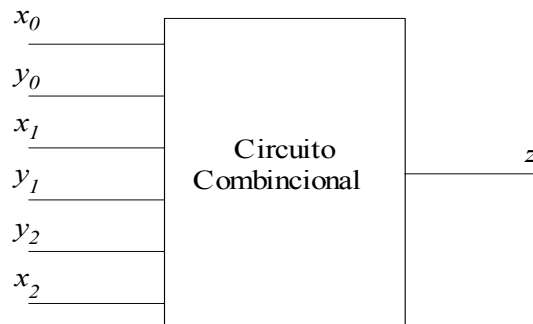 x0
y0
x1
y1
y2
x2
Circuito
Combincional
z